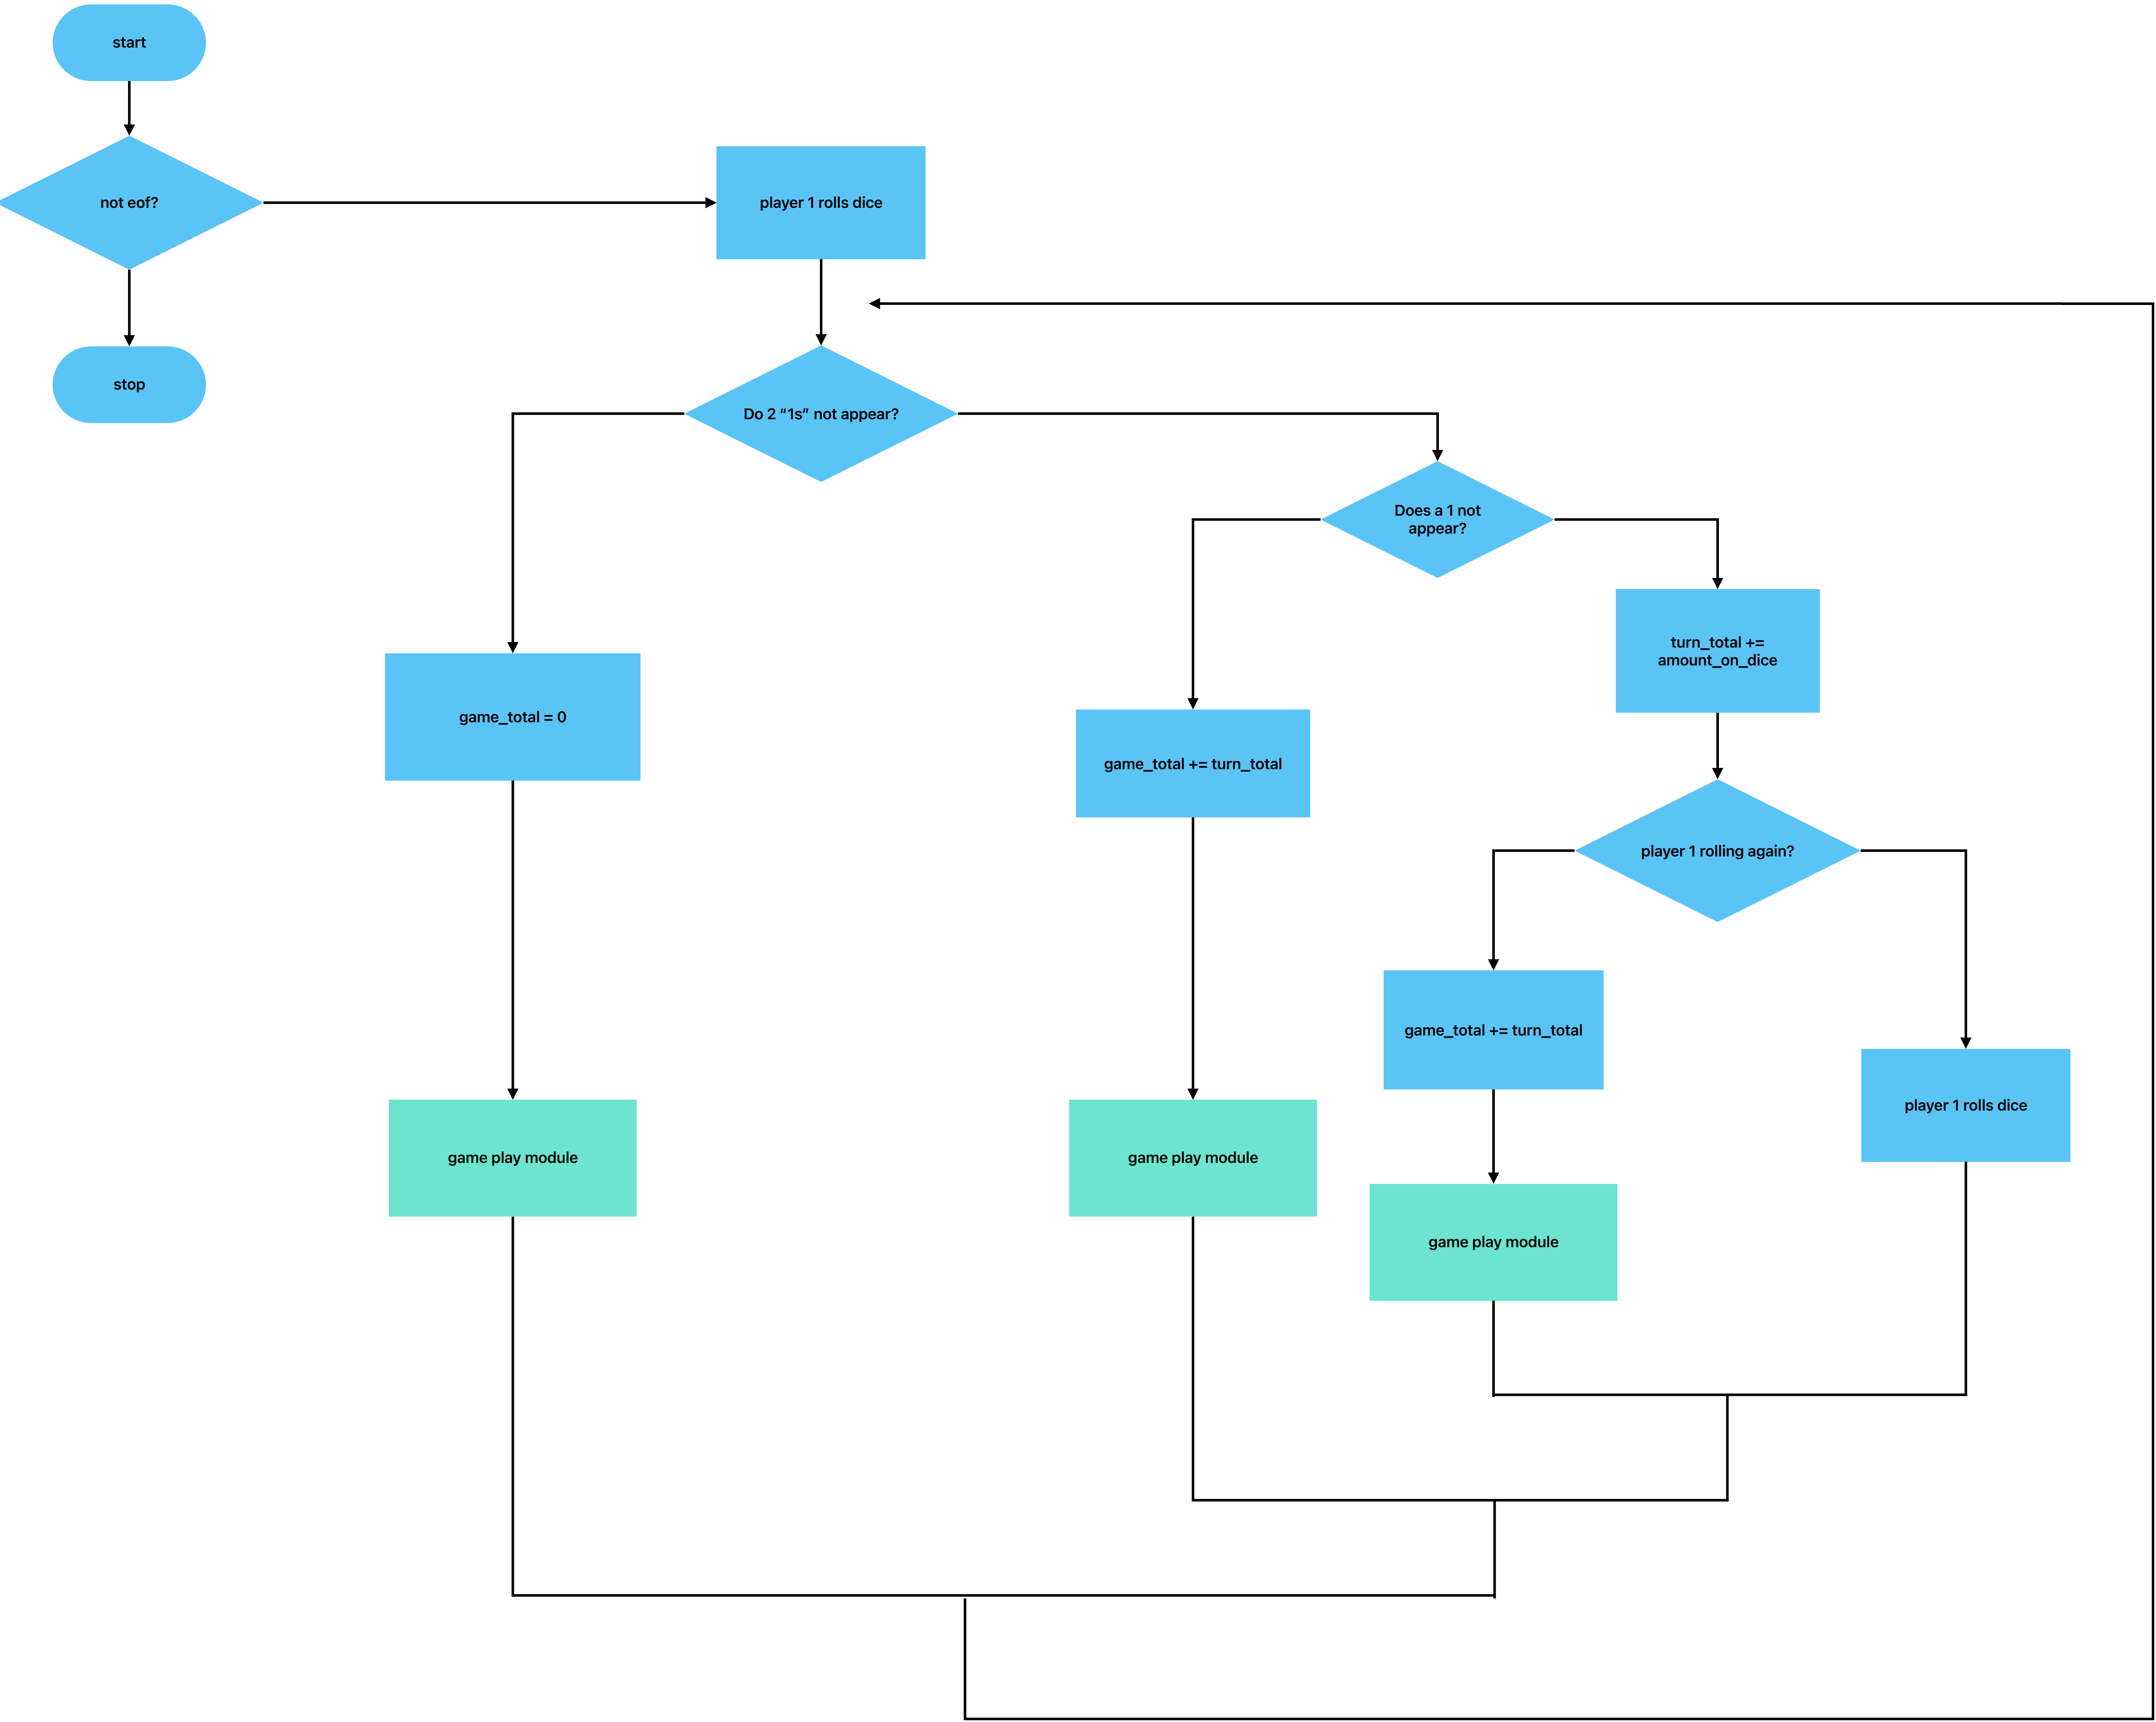 start
not eof?
player 1 rolls dice
stop
Do 2 “1s” not appear?
Does a 1 not
appear?
turn_total +=
amount_on_dice
game_total = 0
game_total += turn_total
player 1 rolling again?
game_total += turn_total
player 1 rolls dice
game play module
game play module
game play module